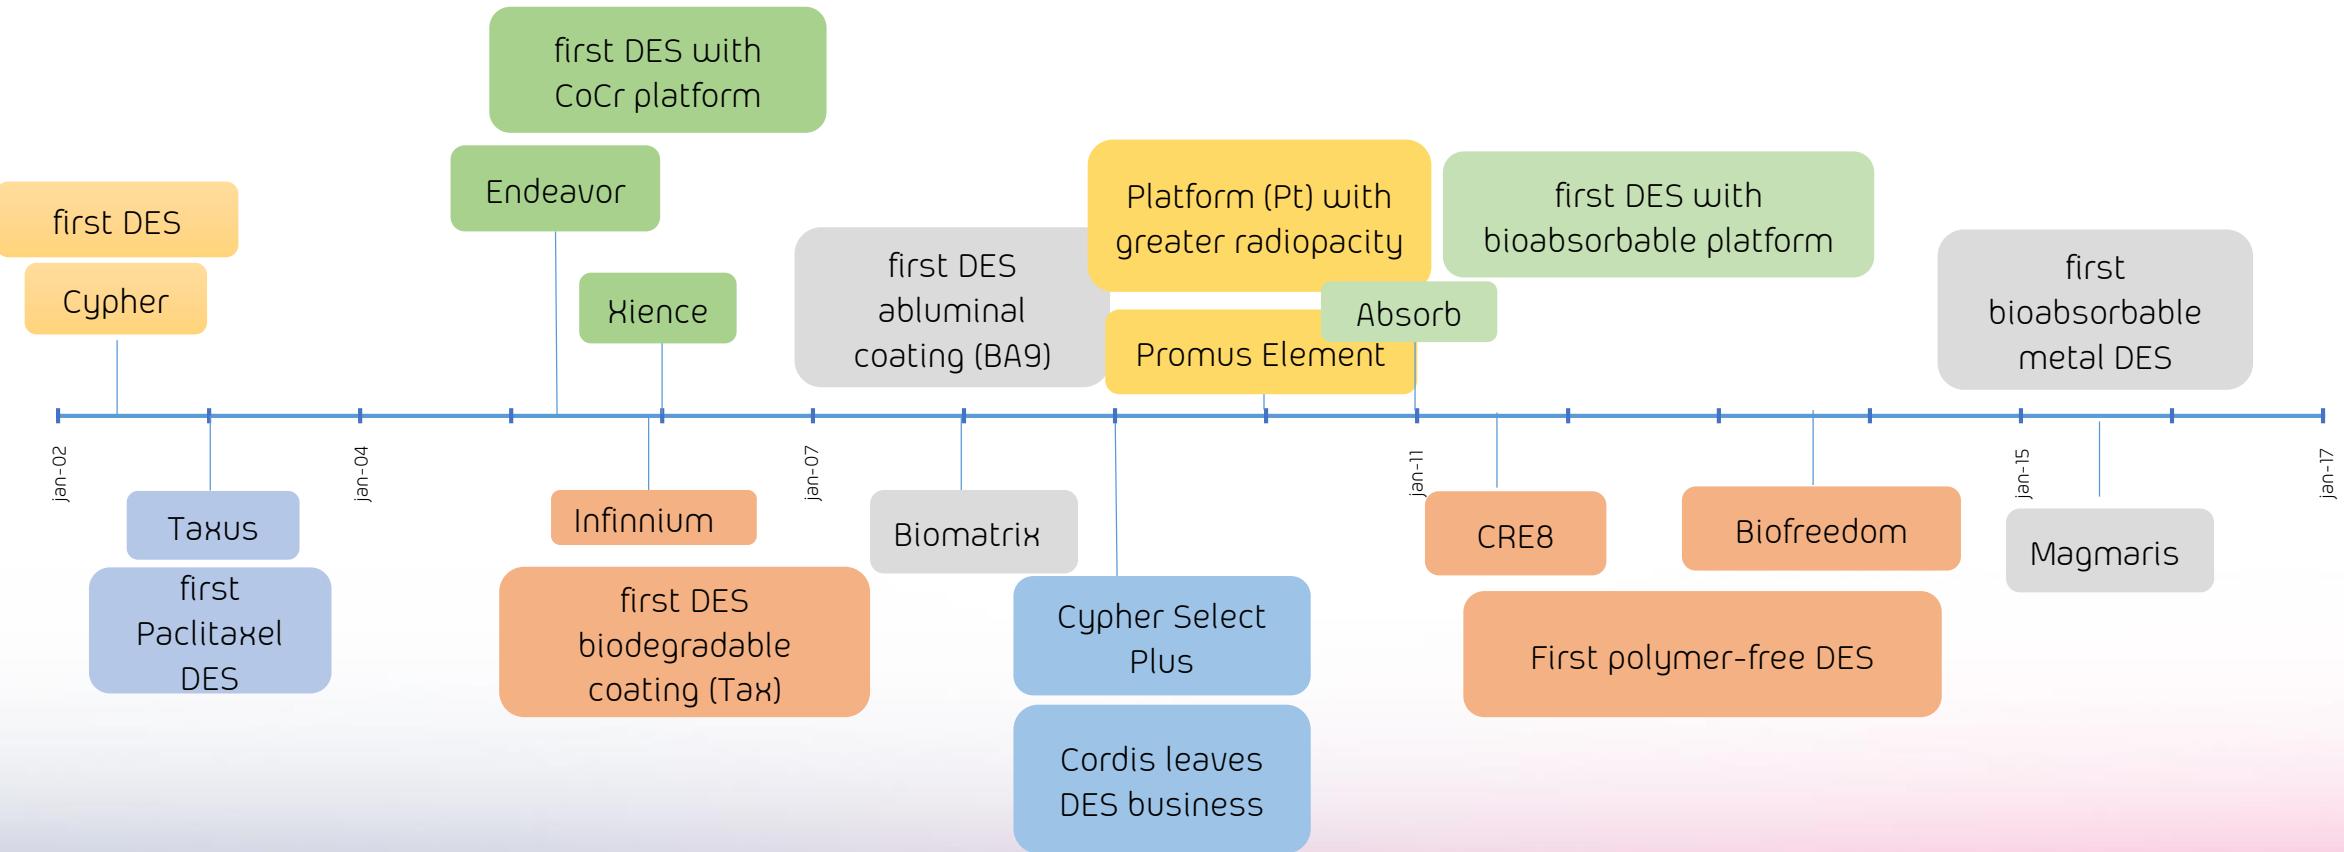 first DES with
CoCr platform
Endeavor
first DES
Cypher
Xience
first DES
abluminal
coating (BA9)
Platform (Pt) with
greater radiopacity
Promus Element
first DES with
bioabsorbable platform
Absorb
first
bioabsorbable
metal DES
jan-02
jan-04
jan-07
jan-11
jan-15
jan-17
Taxus
first
Paclitaxel
DES
Infinnium
first DES
biodegradable
coating (Tax)
Biomatrix
Cypher Select
Plus
Cordis leaves
DES business
CRE8
Biofreedom
First polymer-free DES
Magmaris